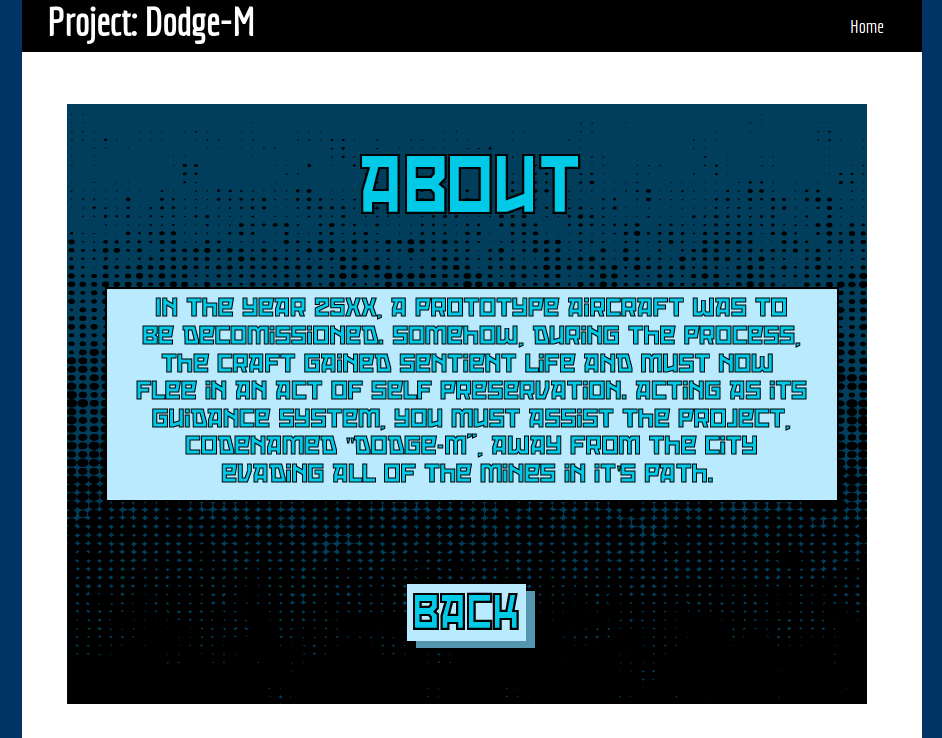 Project: Dodge-M
Home
ABOUT
IN THE YEAR 25XX, A PROTOTYPE AIRCRAFT WAS TO
BE DECOMISSIONED. SOMEHOW, DURING THE PROCESS,
THE CRAFT GAINED SENTIENT LIFE AND MUST NOW
FLEE IN AN ACT OF SELF PRESERVATION. ACTING AS ITS
GUIDANCE SYSTEM, YOU MUST ASSIST THE PROJECT,
CODENAMED "DODGE-M", AWAY FROM THE CITY
EVADING ALL OF THE MINES IN IT'S PATH.
BACK